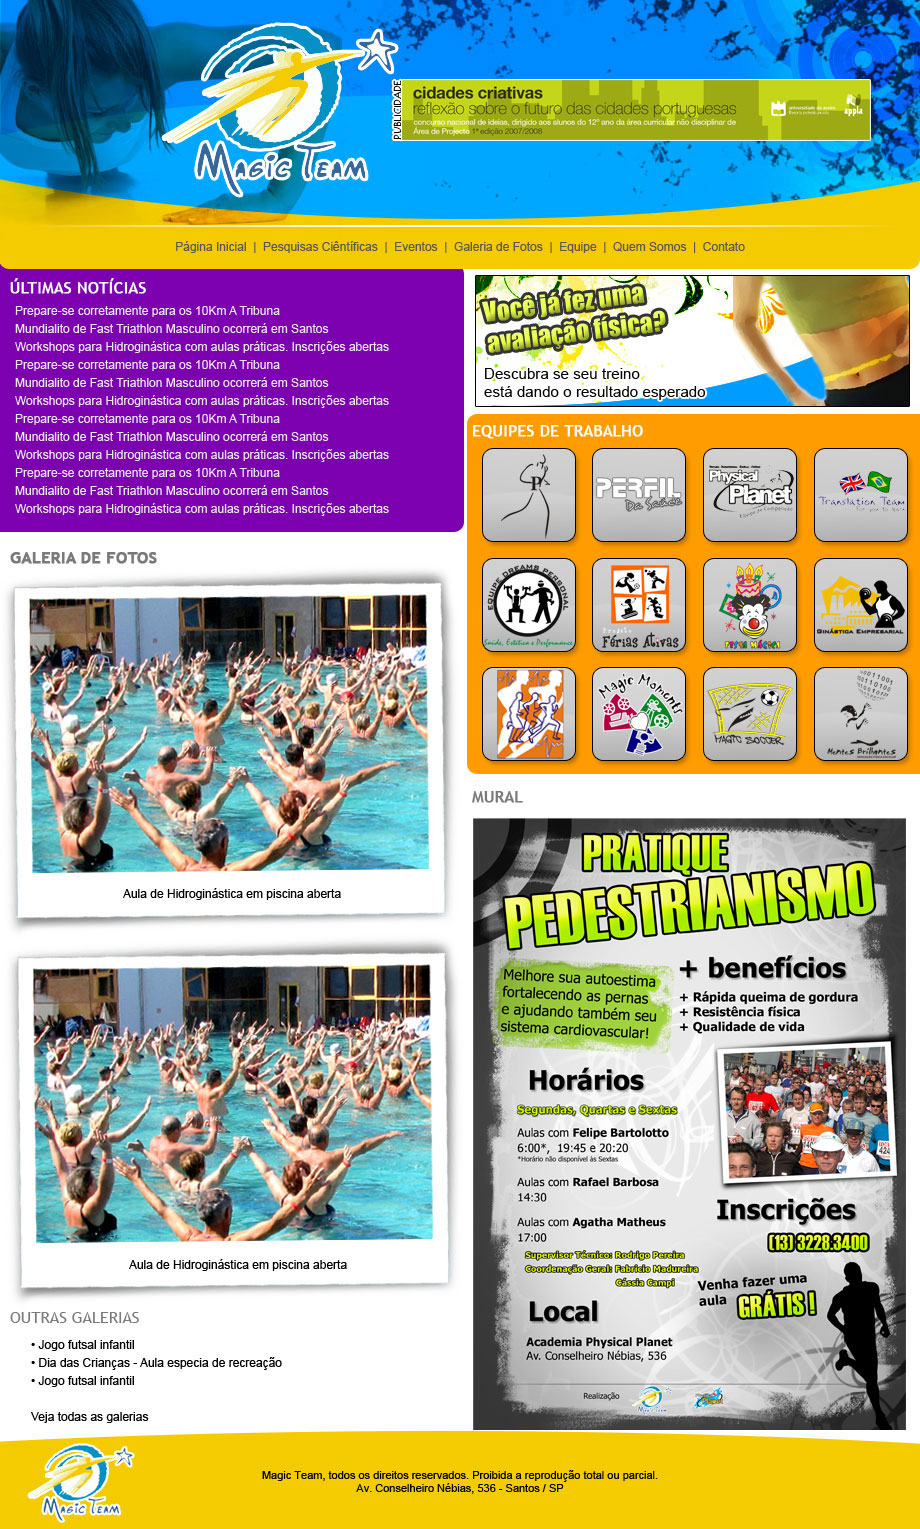 MAGIC TEAM
PUBLICIDADE
cidades criativas
reflexão sobre o futuro das cidades portuguesas
concurso nacional de ideias, dirigido aos alunos do 12º ano da área curricular não disciplinar de
Área de Projecto 1ª edição 2007/2008
appla
Página Inicial | Pesquisas Ciêntíficas | Eventos | Galeria de Fotos | Equipe | Quem Somos | Contato
ÚLTIMAS NOTÍCIAS
Prepare-se corretamente para os 10Km A Tribuna
Mundialito de Fast Triathlon Masculino ocorrerá em Santos
Workshops para Hidroginástica com aulas práticas. Inscrições abertas
Prepare-se corretamente para os 10Km A Tribuna
Mundialito de Fast Triathlon Masculino ocorrerá em Santos
Workshops para Hidroginástica com aulas práticas. Inscrições abertas
Prepare-se corretamente para os 10Km A Tribuna
Mundialito de Fast Triathlon Masculino ocorrerá em Santos
Workshops para Hidroginástica com aulas práticas. Inscrições abertas
Prepare-se corretamente para os 10Km A Tribuna
Mundialito de Fast Triathlon Masculino ocorrerá em Santos
Workshops para Hidroginástica com aulas práticas. Inscrições abertas
GALERIA DE FOTOS
Aula de Hidroginástica em piscina aberta
Aula de Hidroginástica em piscina aberta
OUTRAS GALERIAS
• Jogo futsal infantil
• Dia das Crianças - Aula especia de recreação
• Jogo futsal infantil
Veja todas as galerias
Você já fez uma
avaliação física?
Descubra se seu treino
está dando o resultado esperado
EQUIPES DE TRABALHO
P
PERFIL
Da Saúde
Physical
Planet
Equipe de Competição
Translation Team
EQUIPE DREAMS PERSONAL
Saúde, Estética e Performance
Projeto
Férias Ativas
FESTA MÁGICA
GINÁSTICA EMPRESARIAL
Magic Moments
MAGIC SOCCER
Mentes Brilhantes
MURAL
PRATIQUE
PEDESTRIANISMO
Melhore sua autoestima
fortalecendo as pernas
e ajudando também seu
sistema cardiovascular!
+ benefícios
+ Rápida queima de gordura
+ Resistência física
+ Qualidade de vida
Horários
Segundas, Quartas e Sextas
Aulas com Felipe Bartolotto
6:00*, 19:45 e 20:20
*Horário não disponível às Sextas
Aulas com Rafael Barbosa
14:30
Aulas com Agatha Matheus
17:00
Supervisor Técnico: Rodrigo Pereira
Coordenação Geral: Fabrício Madureira
Cássia Campi
Inscrições
(13) 3228.3400
Venha fazer uma
aula GRÁTIS!
Local
Academia Physical Planet
Av. Conselheiro Nébias, 536
Realização
MAGIC TEAM
Magic Team, todos os direitos reservados. Proibida a reprodução total ou parcial.
Av. Conselheiro Nébias, 536 - Santos / SP